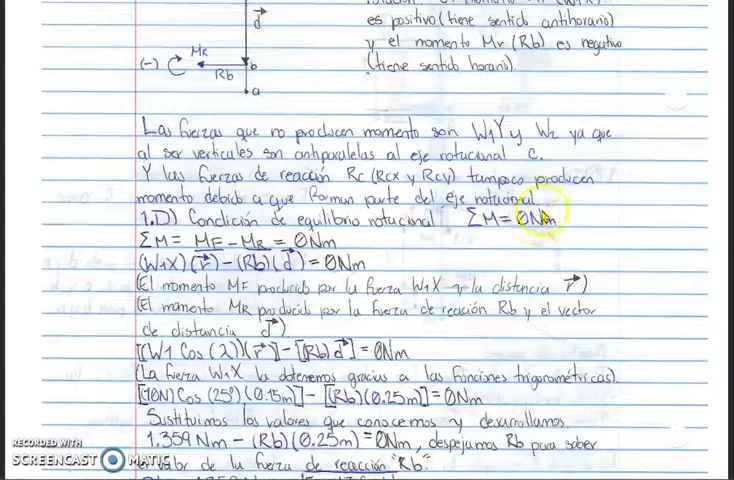 es positivo (tiene sentido antihorario)
d
y el momento Mr (Rb) es negativo
(tiene sentido horario).
MR
(-)
b
Rb
a
Las fuerzas que no producen momento son W1Y y W2 ya que
al ser verticales son antiparalelas al eje rotacional C.
Y las fuerzas de reacción Rc (Rcx y Rcy) tampoco producen
momento debido a que forman parte del eje rotacional.
1.D) Condición de equilibrio rotacional ΣM = 0Nm
ΣM = MF - MR = 0Nm
(W1X)(r) - (Rb)(d) = 0Nm
(El momento MF producido por la fuerza W1X y la distancia r)
(El momento MR producido por la fuerza de reacción Rb y el vector
de distancia d)
[(W1 Cos(λ))(r)] - [(Rb)d] = 0Nm
(La fuerza W1X la obtenemos gracias a las funciones trigonométricas).
[(10N)Cos(25°)(0.15m)] - [(Rb)(0.25m)] = 0Nm
Sustituimos los valores que conocemos y desarrollamos.
1.359 Nm - (Rb)(0.25m) = 0Nm, despejamos Rb para saber
el valor de la fuerza de reacción "Rb".
RECORDED WITH
SCREENCAST MATIC